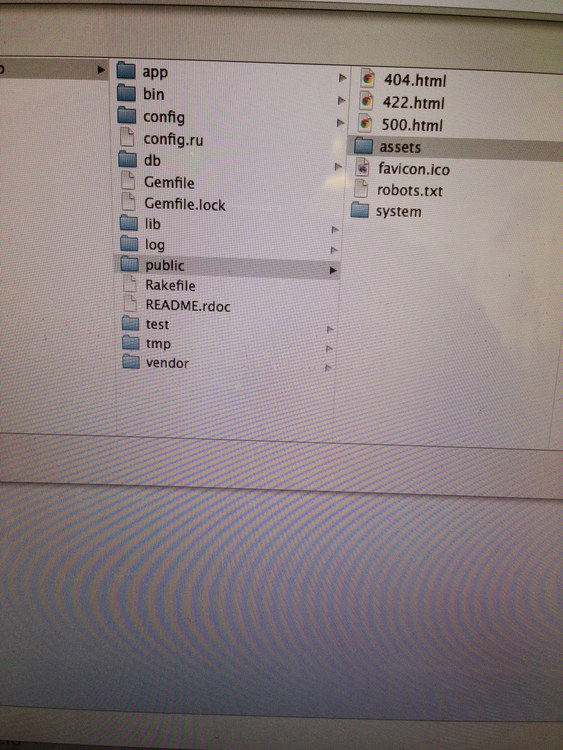 app
bin
config
config.ru
db
Gemfile
Gemfile.lock
lib
log
public
Rakefile
README.rdoc
test
tmp
vendor
404.html
422.html
500.html
assets
favicon.ico
robots.txt
system